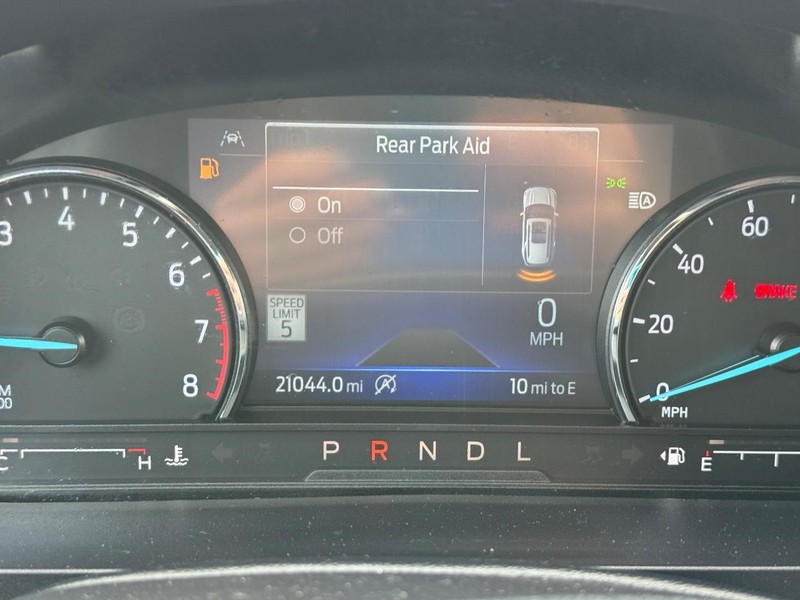 Rear Park Aid
On
Off
SPEED
LIMIT
5
0
MPH
21044.0 mi
10 mi to E
3
4
5
6
7
8
60
40
20
0
MPH
BRAKE
A
P R N D L
C
H
E